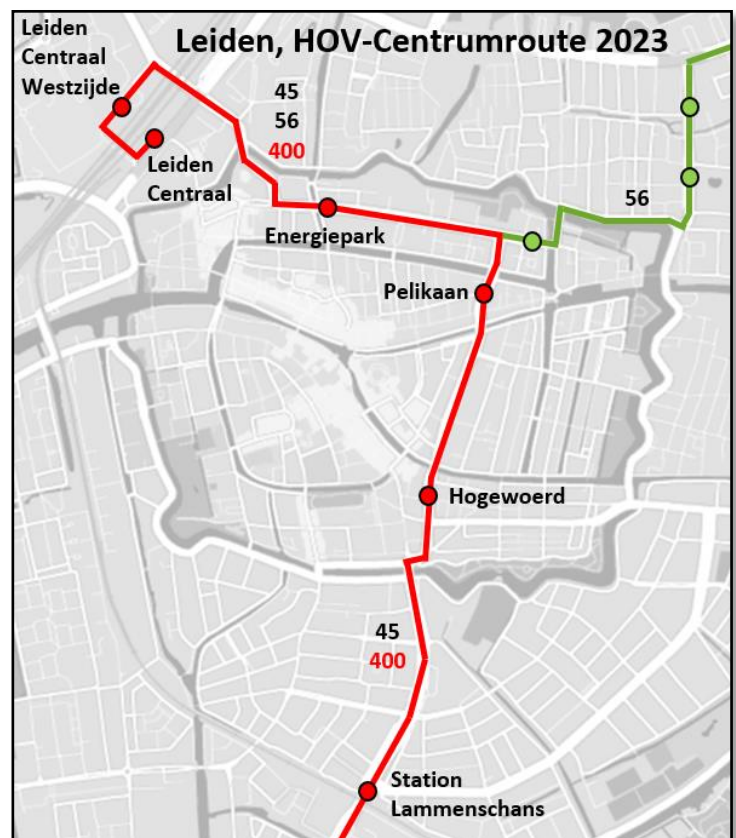 Leiden
Centraal
Westzijde
Leiden, HOV-Centrumroute 2023
45
56
400
Leiden
Centraal
56
Energiepark
Pelikaan
Hogewoerd
45
400
Station
Lammenschans